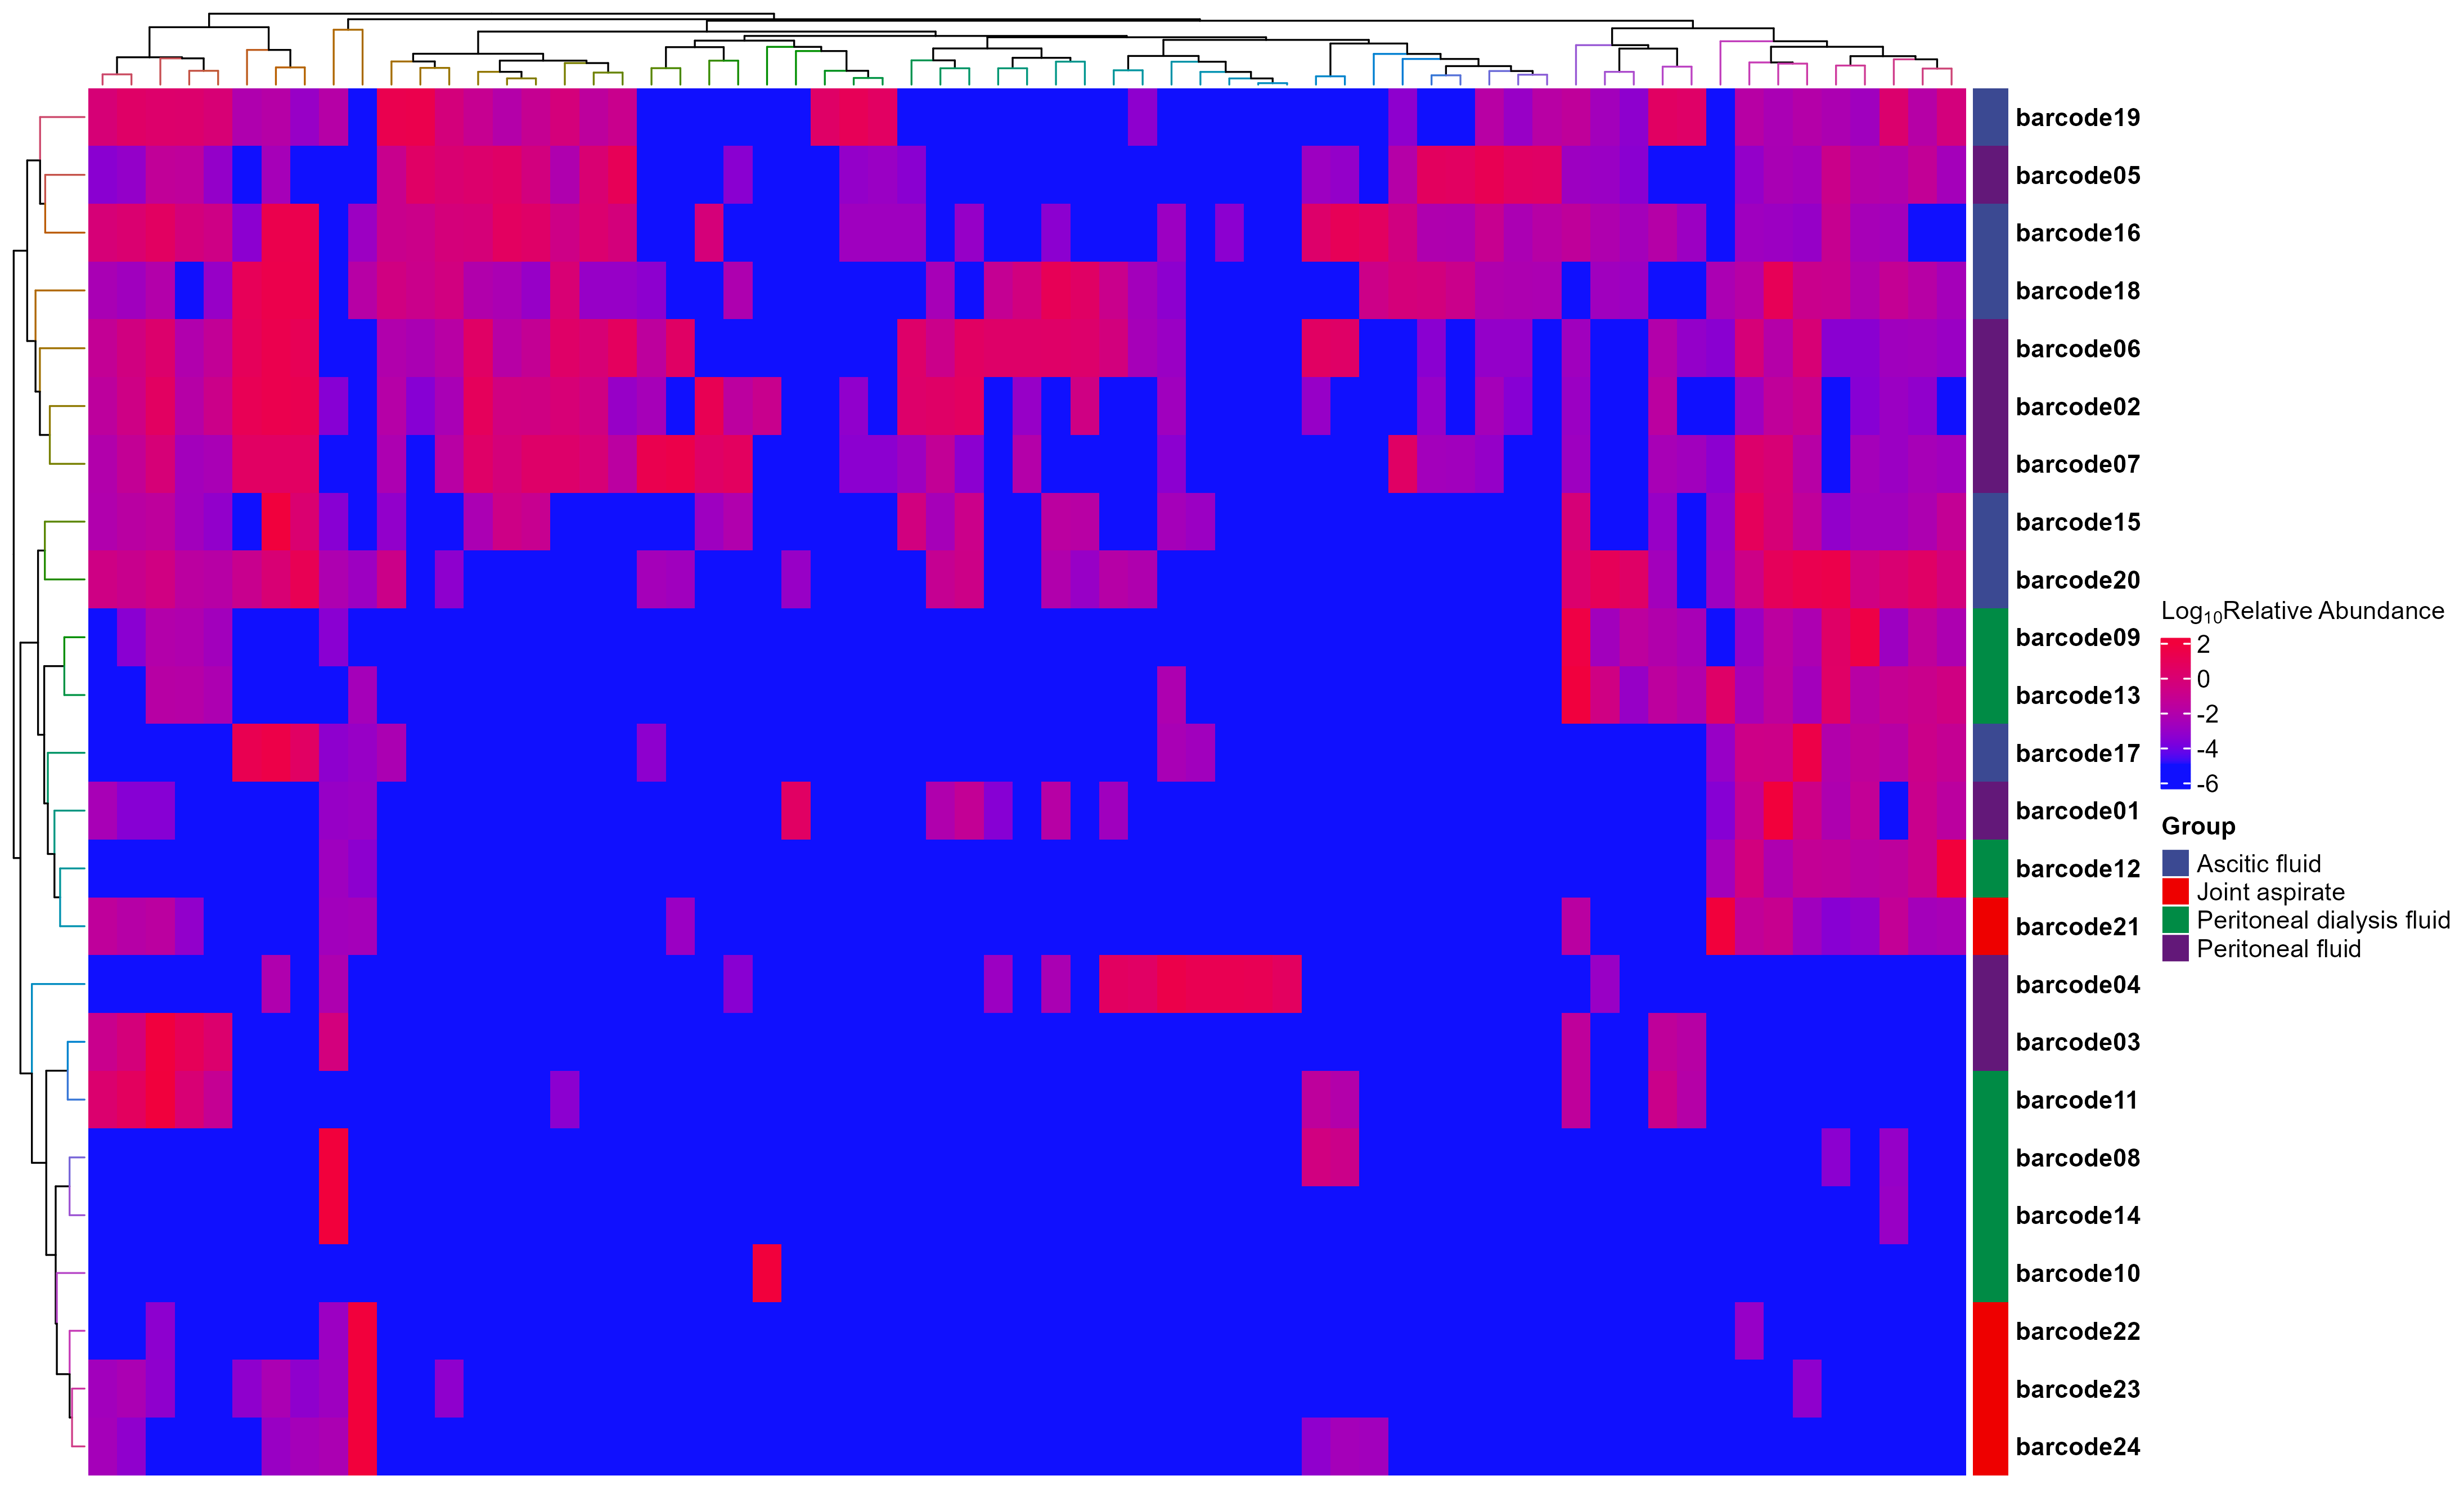 barcode19
barcode05
barcode16
barcode18
barcode06
barcode02
barcode07
barcode15
barcode20
barcode09
barcode13
barcode17
barcode01
barcode12
barcode21
barcode04
barcode03
barcode11
barcode08
barcode14
barcode10
barcode22
barcode23
barcode24
Log₁₀Relative Abundance
2
0
-2
-4
-6
Group
Ascitic fluid
Joint aspirate
Peritoneal dialysis fluid
Peritoneal fluid